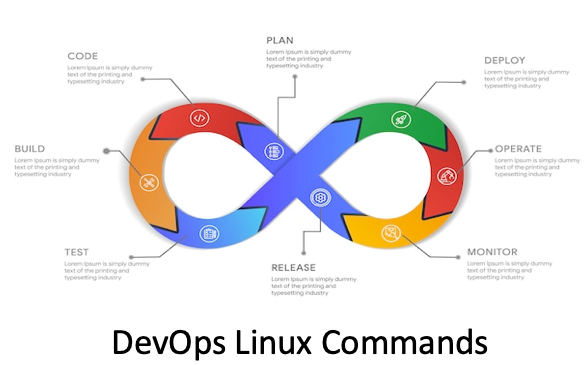 PLAN
Lorem Ipsum is simply dummy
text of the printing and
typesetting industry
CODE
Lorem Ipsum is simply dummy
text of the printing and
typesetting industry
DEPLOY
Lorem Ipsum is simply dummy
text of the printing and
typesetting industry
BUILD
Lorem Ipsum is simply dummy
text of the printing and
typesetting industry
OPERATE
Lorem Ipsum is simply dummy
text of the printing and
typesetting industry
TEST
Lorem Ipsum is simply dummy
text of the printing and
typesetting industry
RELEASE
Lorem Ipsum is simply dummy
text of the printing and
typesetting industry
MONITOR
Lorem Ipsum is simply dummy
text of the printing and
typesetting industry
DevOps Linux Commands